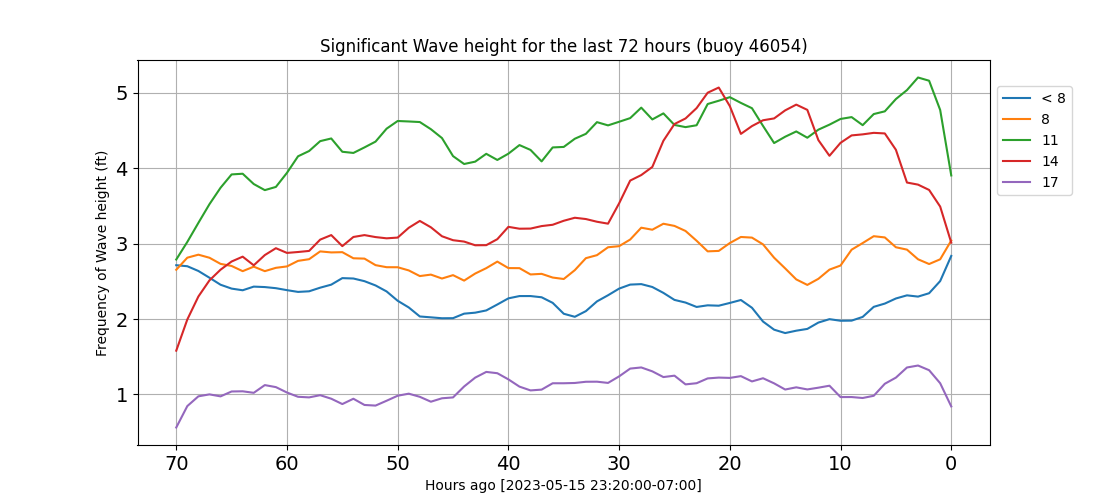 Significant Wave height for the last 72 hours (buoy 46054)
Frequency of Wave height (ft)
5
4
3
2
1
70 60 50 40 30 20 10 0
Hours ago [2023-05-15 23:20:00-07:00]
< 8
8
11
14
17